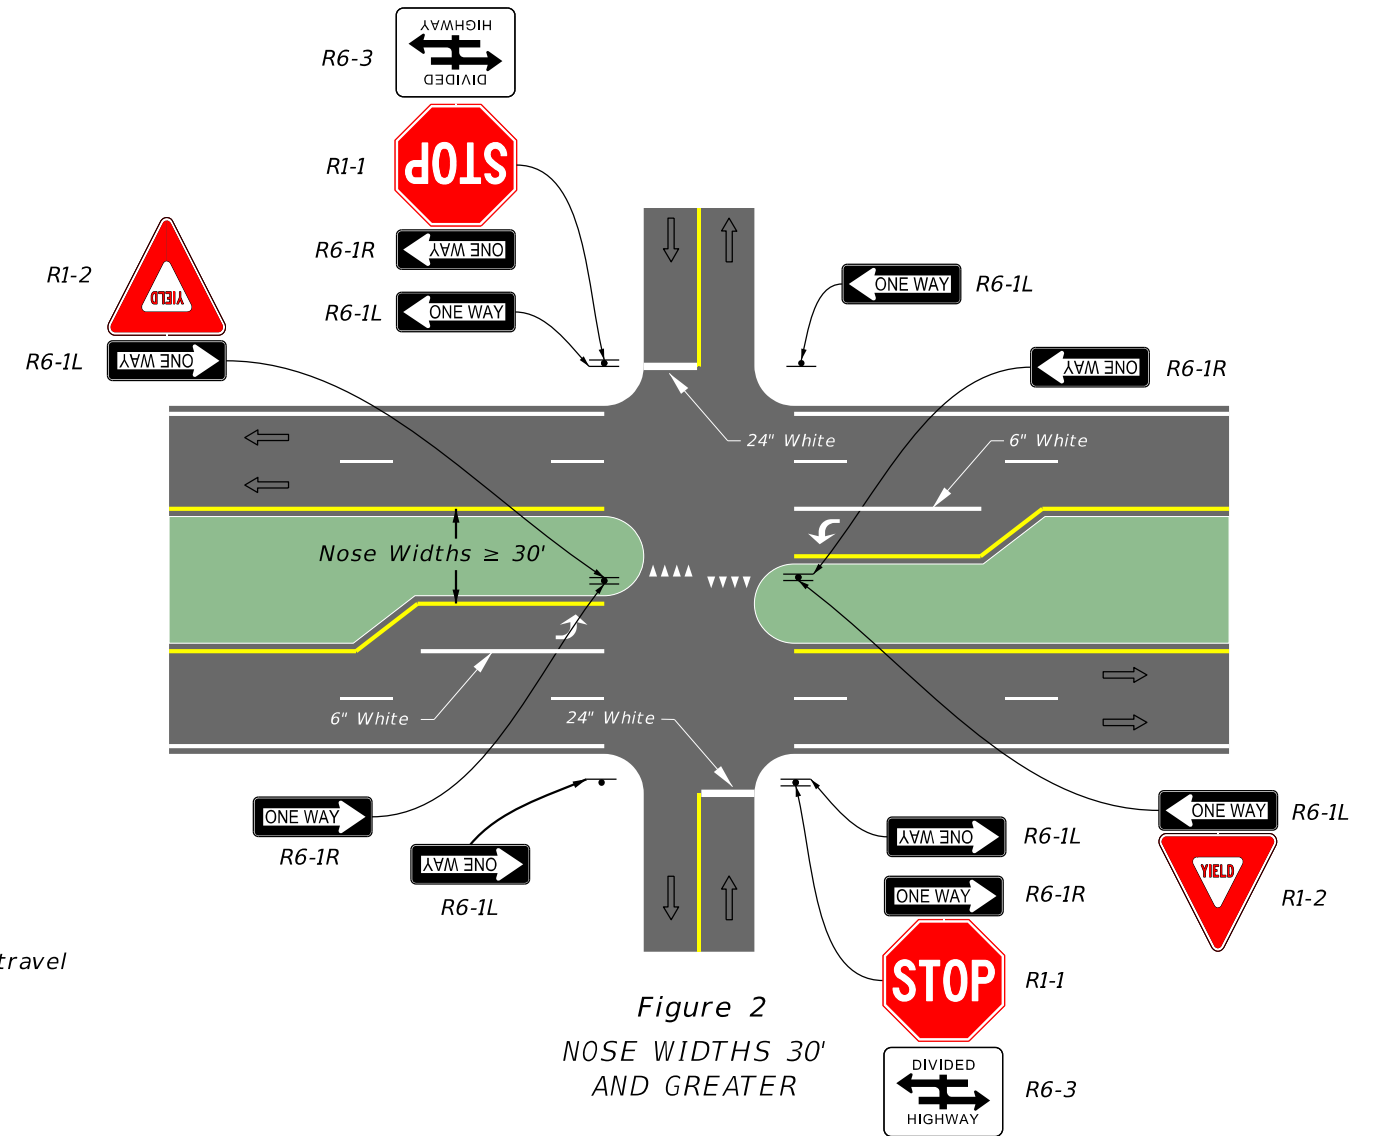 HIGHWAY
DIVIDED
R6-3
STOP
R1-1
ONE WAY
R6-1R
ONE WAY
R6-1L
YIELD
R1-2
ONE WAY
R6-1L
ONE WAY
R6-1L
ONE WAY
R6-1R
24" White
6" White
Nose Widths ≥ 30'
6" White
24" White
ONE WAY
R6-1R
ONE WAY
R6-1L
ONE WAY
R6-1L
YIELD
R1-2
ONE WAY
R6-1L
ONE WAY
R6-1R
STOP
R1-1
DIVIDED
HIGHWAY
R6-3
travel
Figure 2
NOSE WIDTHS 30'
AND GREATER